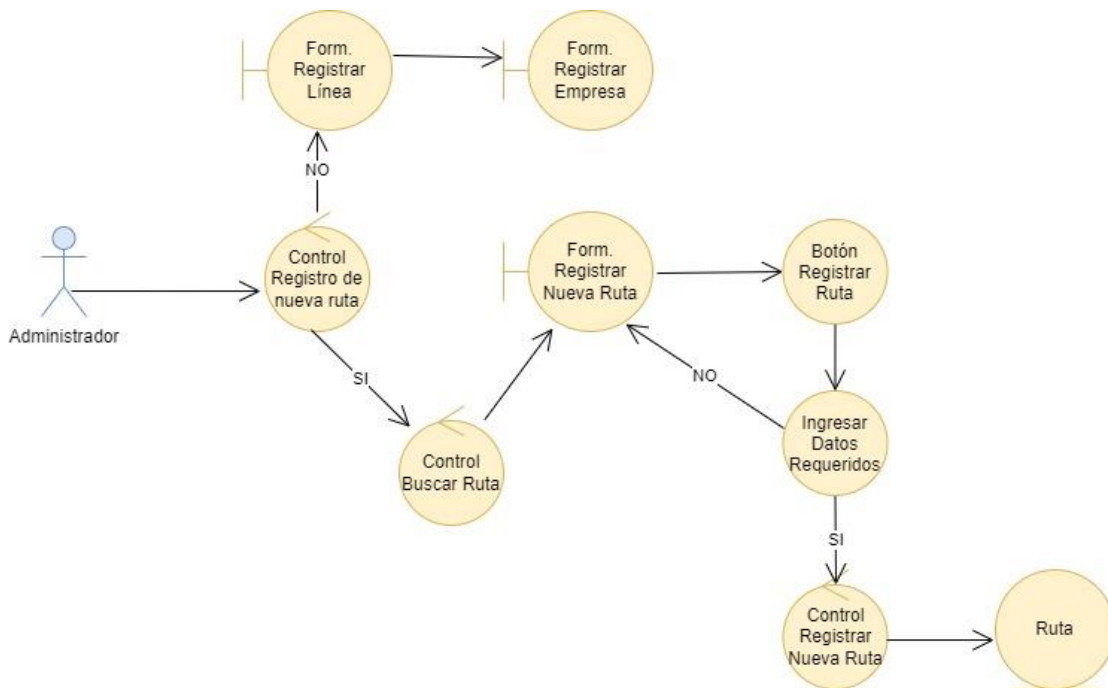 Form.
Registrar
Línea
Form.
Registrar
Empresa
NO
Control
Registro de
nueva ruta
Administrador
Form.
Registrar
Nueva Ruta
Botón
Registrar
Ruta
SI
NO
Control
Buscar Ruta
Ingresar
Datos
Requeridos
SI
Control
Registrar
Nueva Ruta
Ruta